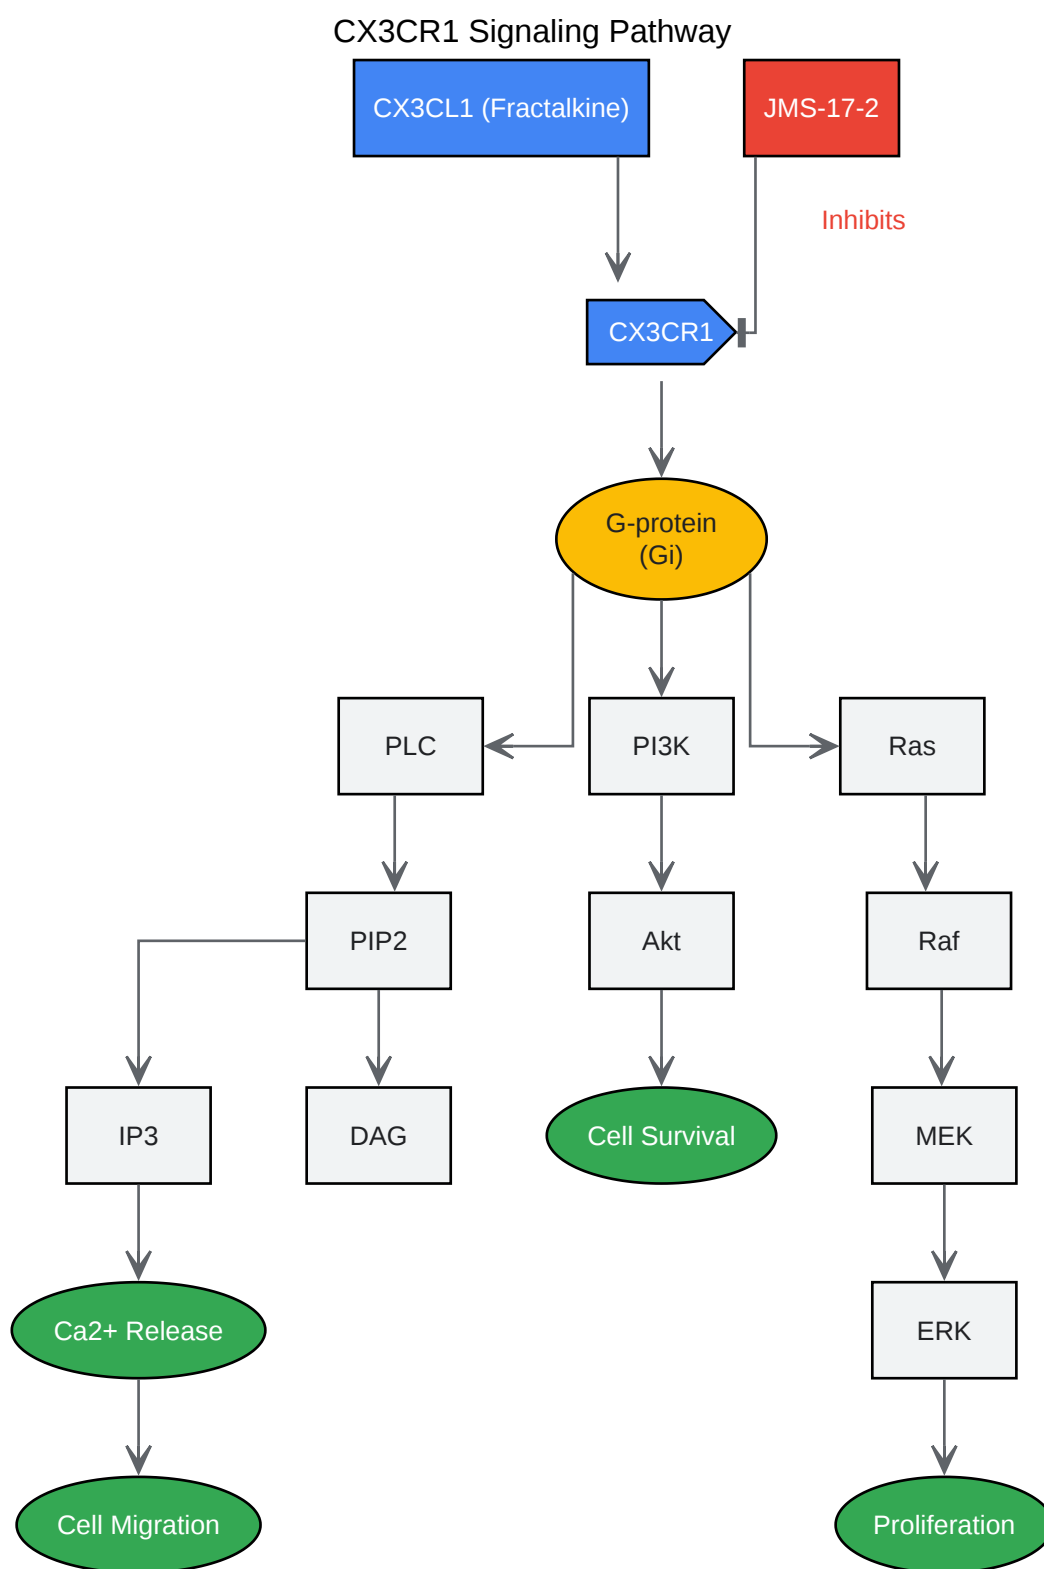 CX3CR1 Signaling Pathway
CX3CL1 (Fractalkine)
JMS-17-2
Inhibits
CX3CR1
G-protein
(Gi)
PLC
PI3K
Ras
PIP2
Akt
Raf
IP3
DAG
Cell Survival
MEK
Ca2+ Release
ERK
Cell Migration
Proliferation